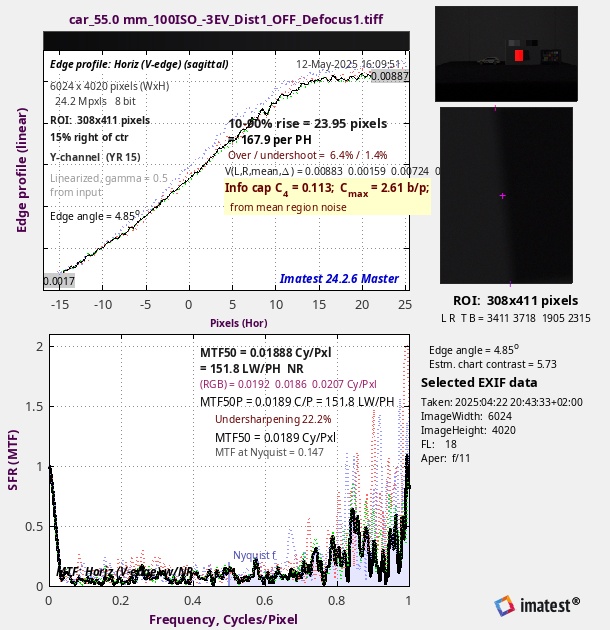 car_55.0 mm_100ISO_-3EV_Dist1_OFF_Defocus1.tiff
Edge profile: Horiz (V-edge) (sagittal)
12-May-2025 16:09:51
0.00887
6024 x 4020 pixels (WxH)
24.2 Mpxls 8 bit
ROI: 308x411 pixels
15% right of ctr
Y-channel (YR 15)
Linearized, gamma = 0.5
from input
Edge angle = 4.85°
10-90% rise = 23.95 pixels
= 167.9 per PH
Over / undershoot = 6.4% / 1.4%
V(L,R,mean,Δ) = 0.00883 0.00159 0.00724 0
Info cap C4 = 0.113; Cmax = 2.61 b/p;
from mean region noise
0.0017
Imatest 24.2.6 Master
Edge profile (linear)
-15 -10 -5 0 5 10 15 20 25
Pixels (Hor)
ROI: 308x411 pixels
L R T B = 3411 3718 1905 2315
Edge angle = 4.85°
Estm. chart contrast = 5.73
Selected EXIF data
Taken: 2025:04:22 20:43:33+02:00
ImageWidth: 6024
ImageHeight: 4020
FL: 18
Aper: f/11
MTF50 = 0.01888 Cy/Pxl
= 151.8 LW/PH NR
(RGB) = 0.0192 0.0186 0.0207 Cy/Pxl
MTF50P = 0.0189 C/P = 151.8 LW/PH
Undersharpening 22.2%
MTF50 = 0.0189 Cy/Pxl
MTF at Nyquist = 0.147
SFR (MTF)
2
1.5
1
0.5
0
Nyquist f
MTF: Horiz (V-edge) w/NR
0 0.2 0.4 0.6 0.8 1
Frequency, Cycles/Pixel
imatest®